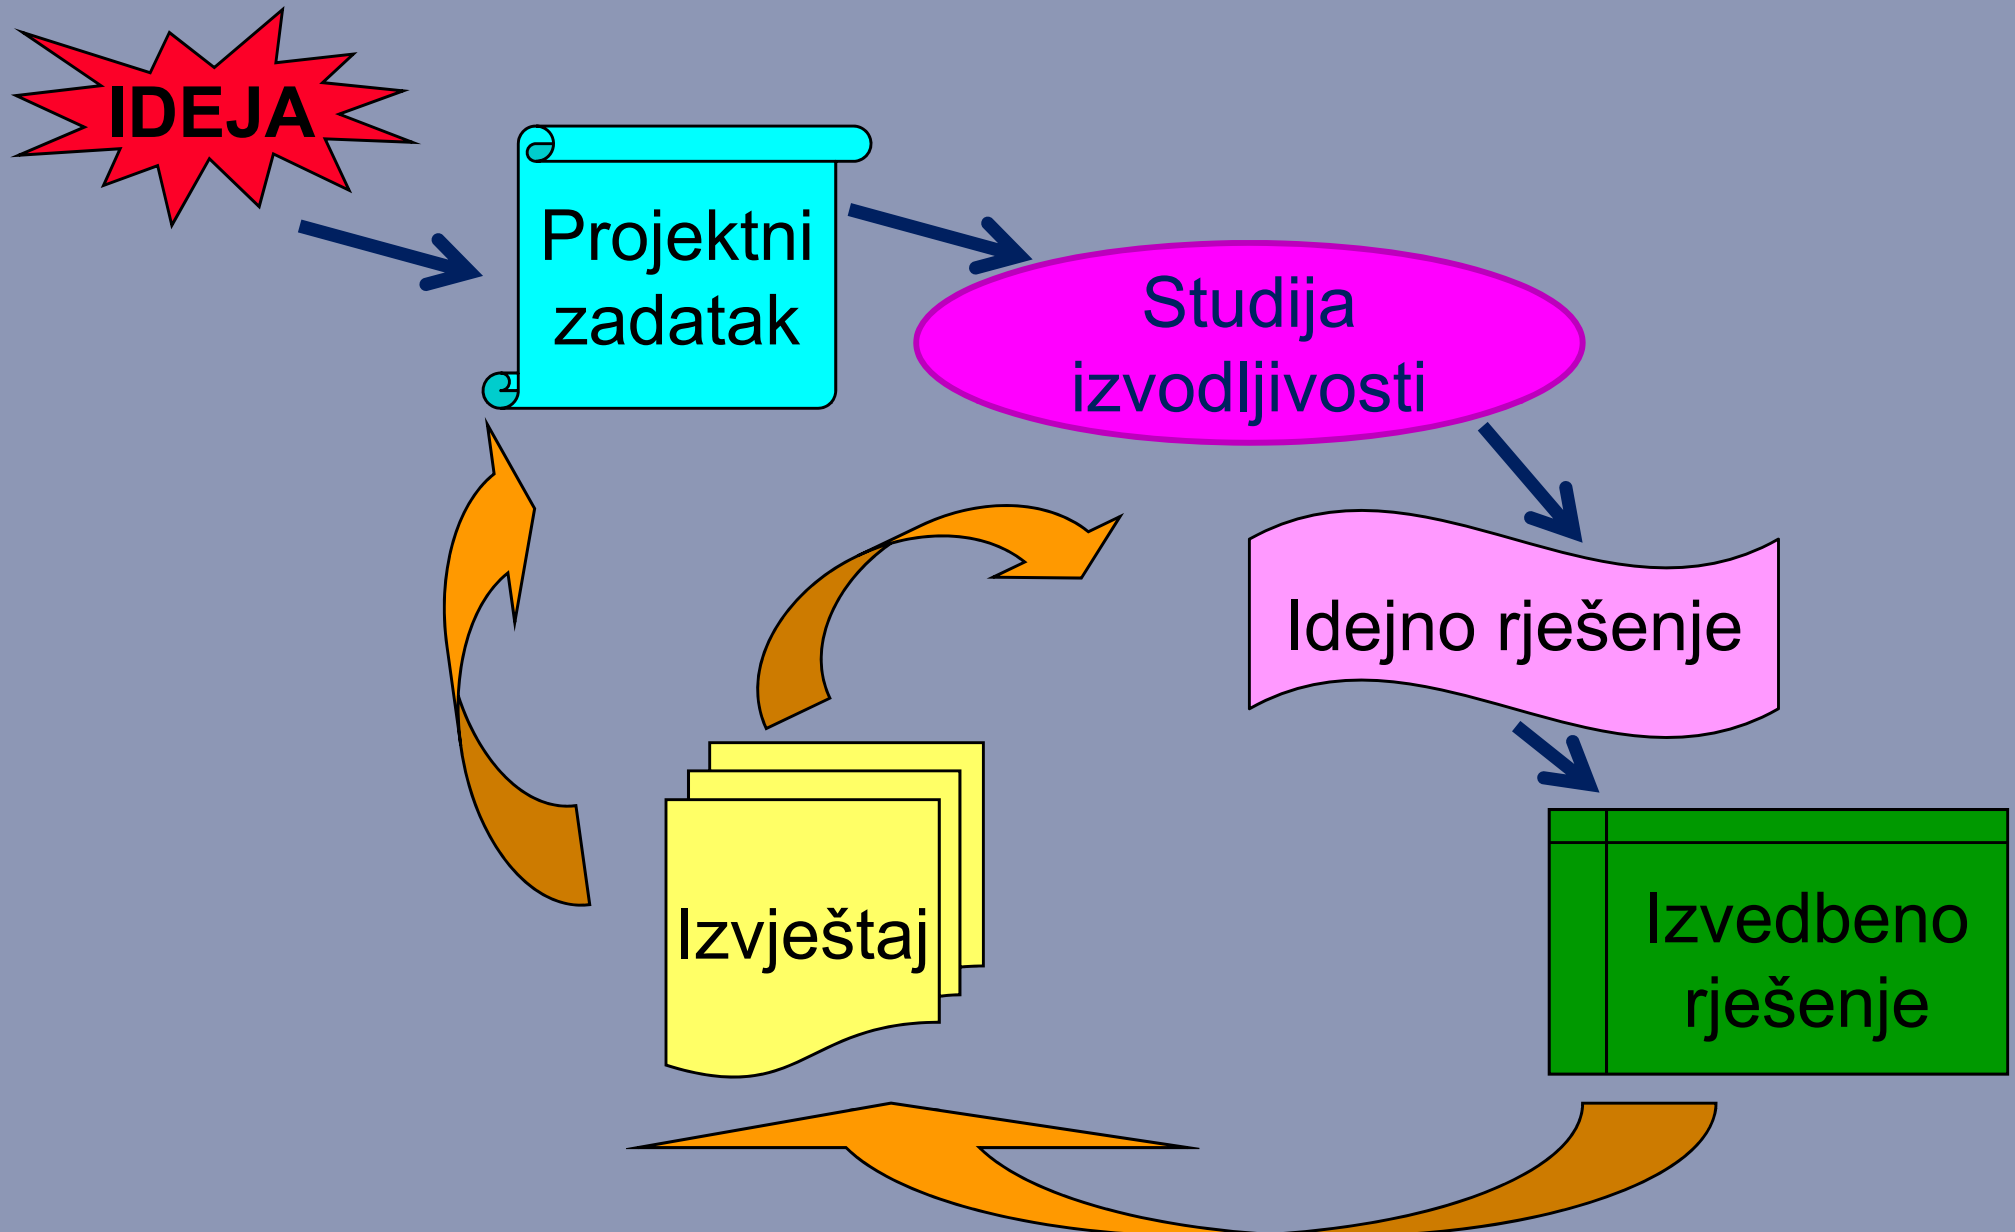 IDEJA
Projektni
zadatak
Studija
izvodljivosti
Idejno rješenje
Izvještaj
Izvedbeno
rješenje